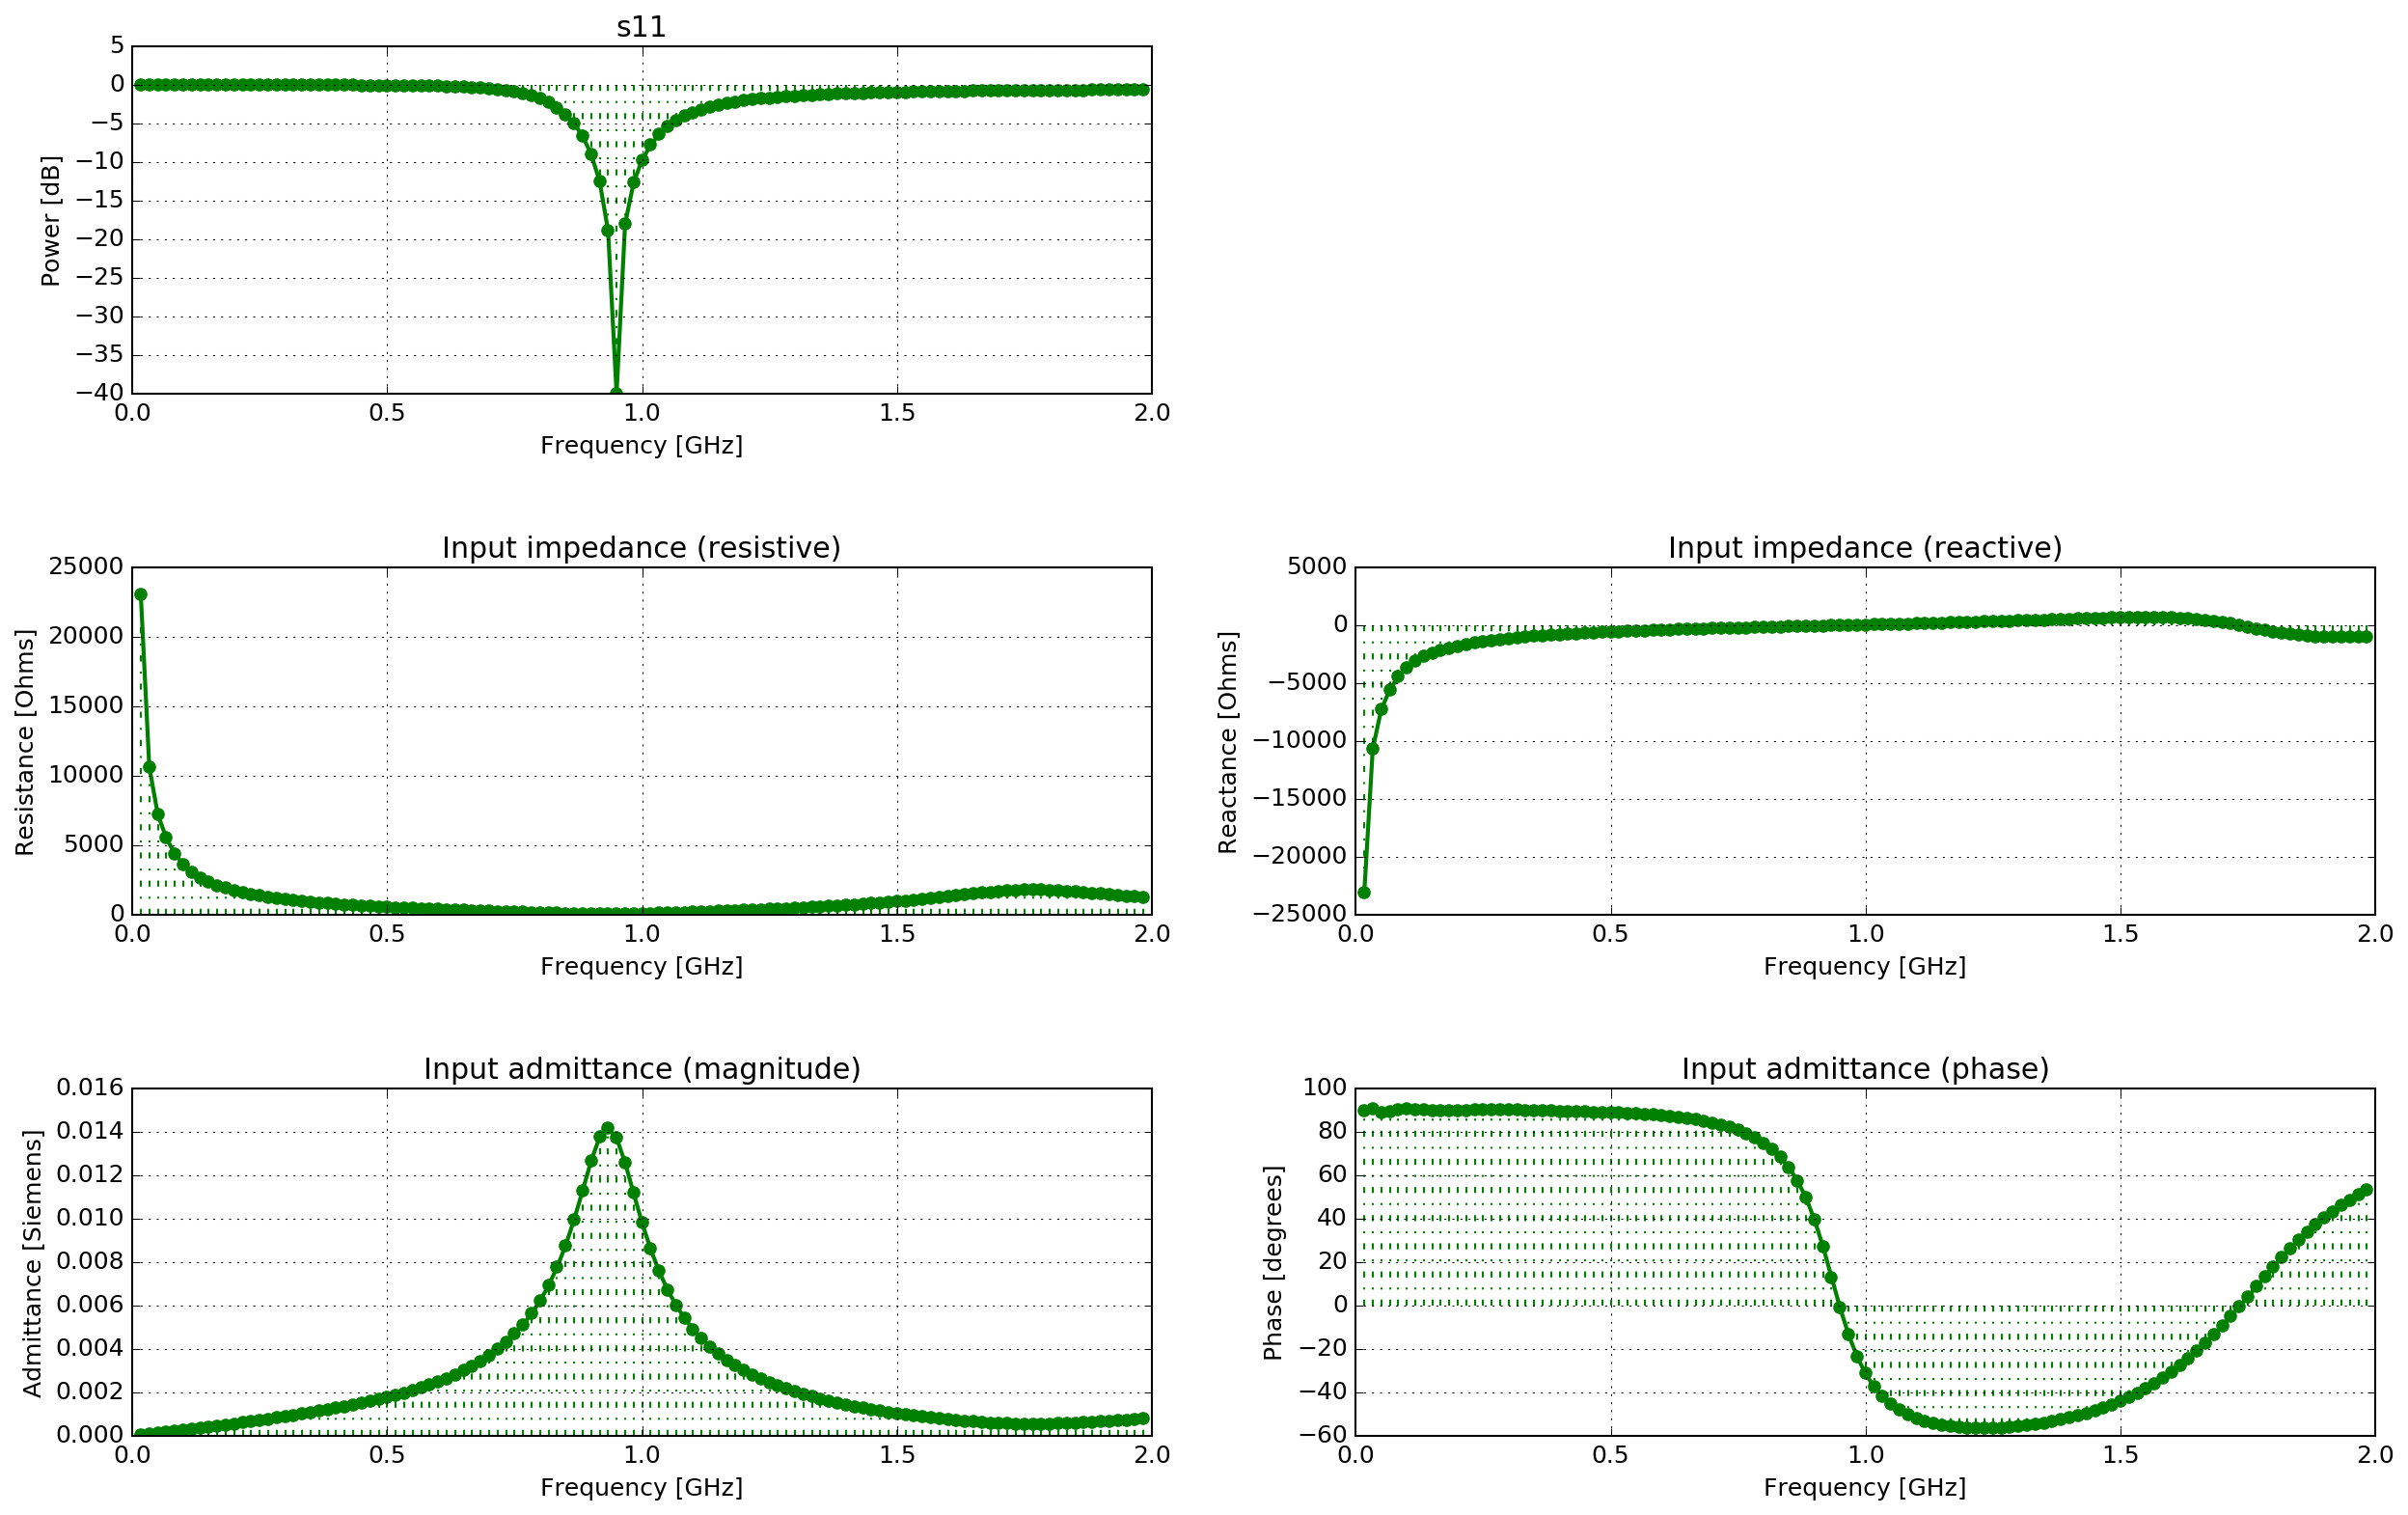 s11
Power [dB]
5
0
−5
−10
−15
−20
−25
−30
−35
−40
0.0 0.5 1.0 1.5 2.0
Frequency [GHz]
Input impedance (resistive)
Resistance [Ohms]
25000
20000
15000
10000
5000
0
0.0 0.5 1.0 1.5 2.0
Frequency [GHz]
Input impedance (reactive)
Reactance [Ohms]
5000
0
−5000
−10000
−15000
−20000
−25000
0.0 0.5 1.0 1.5 2.0
Frequency [GHz]
Input admittance (magnitude)
Admittance [Siemens]
0.016
0.014
0.012
0.010
0.008
0.006
0.004
0.002
0.000
0.0 0.5 1.0 1.5 2.0
Frequency [GHz]
Input admittance (phase)
Phase [degrees]
100
80
60
40
20
0
−20
−40
−60
0.0 0.5 1.0 1.5 2.0
Frequency [GHz]